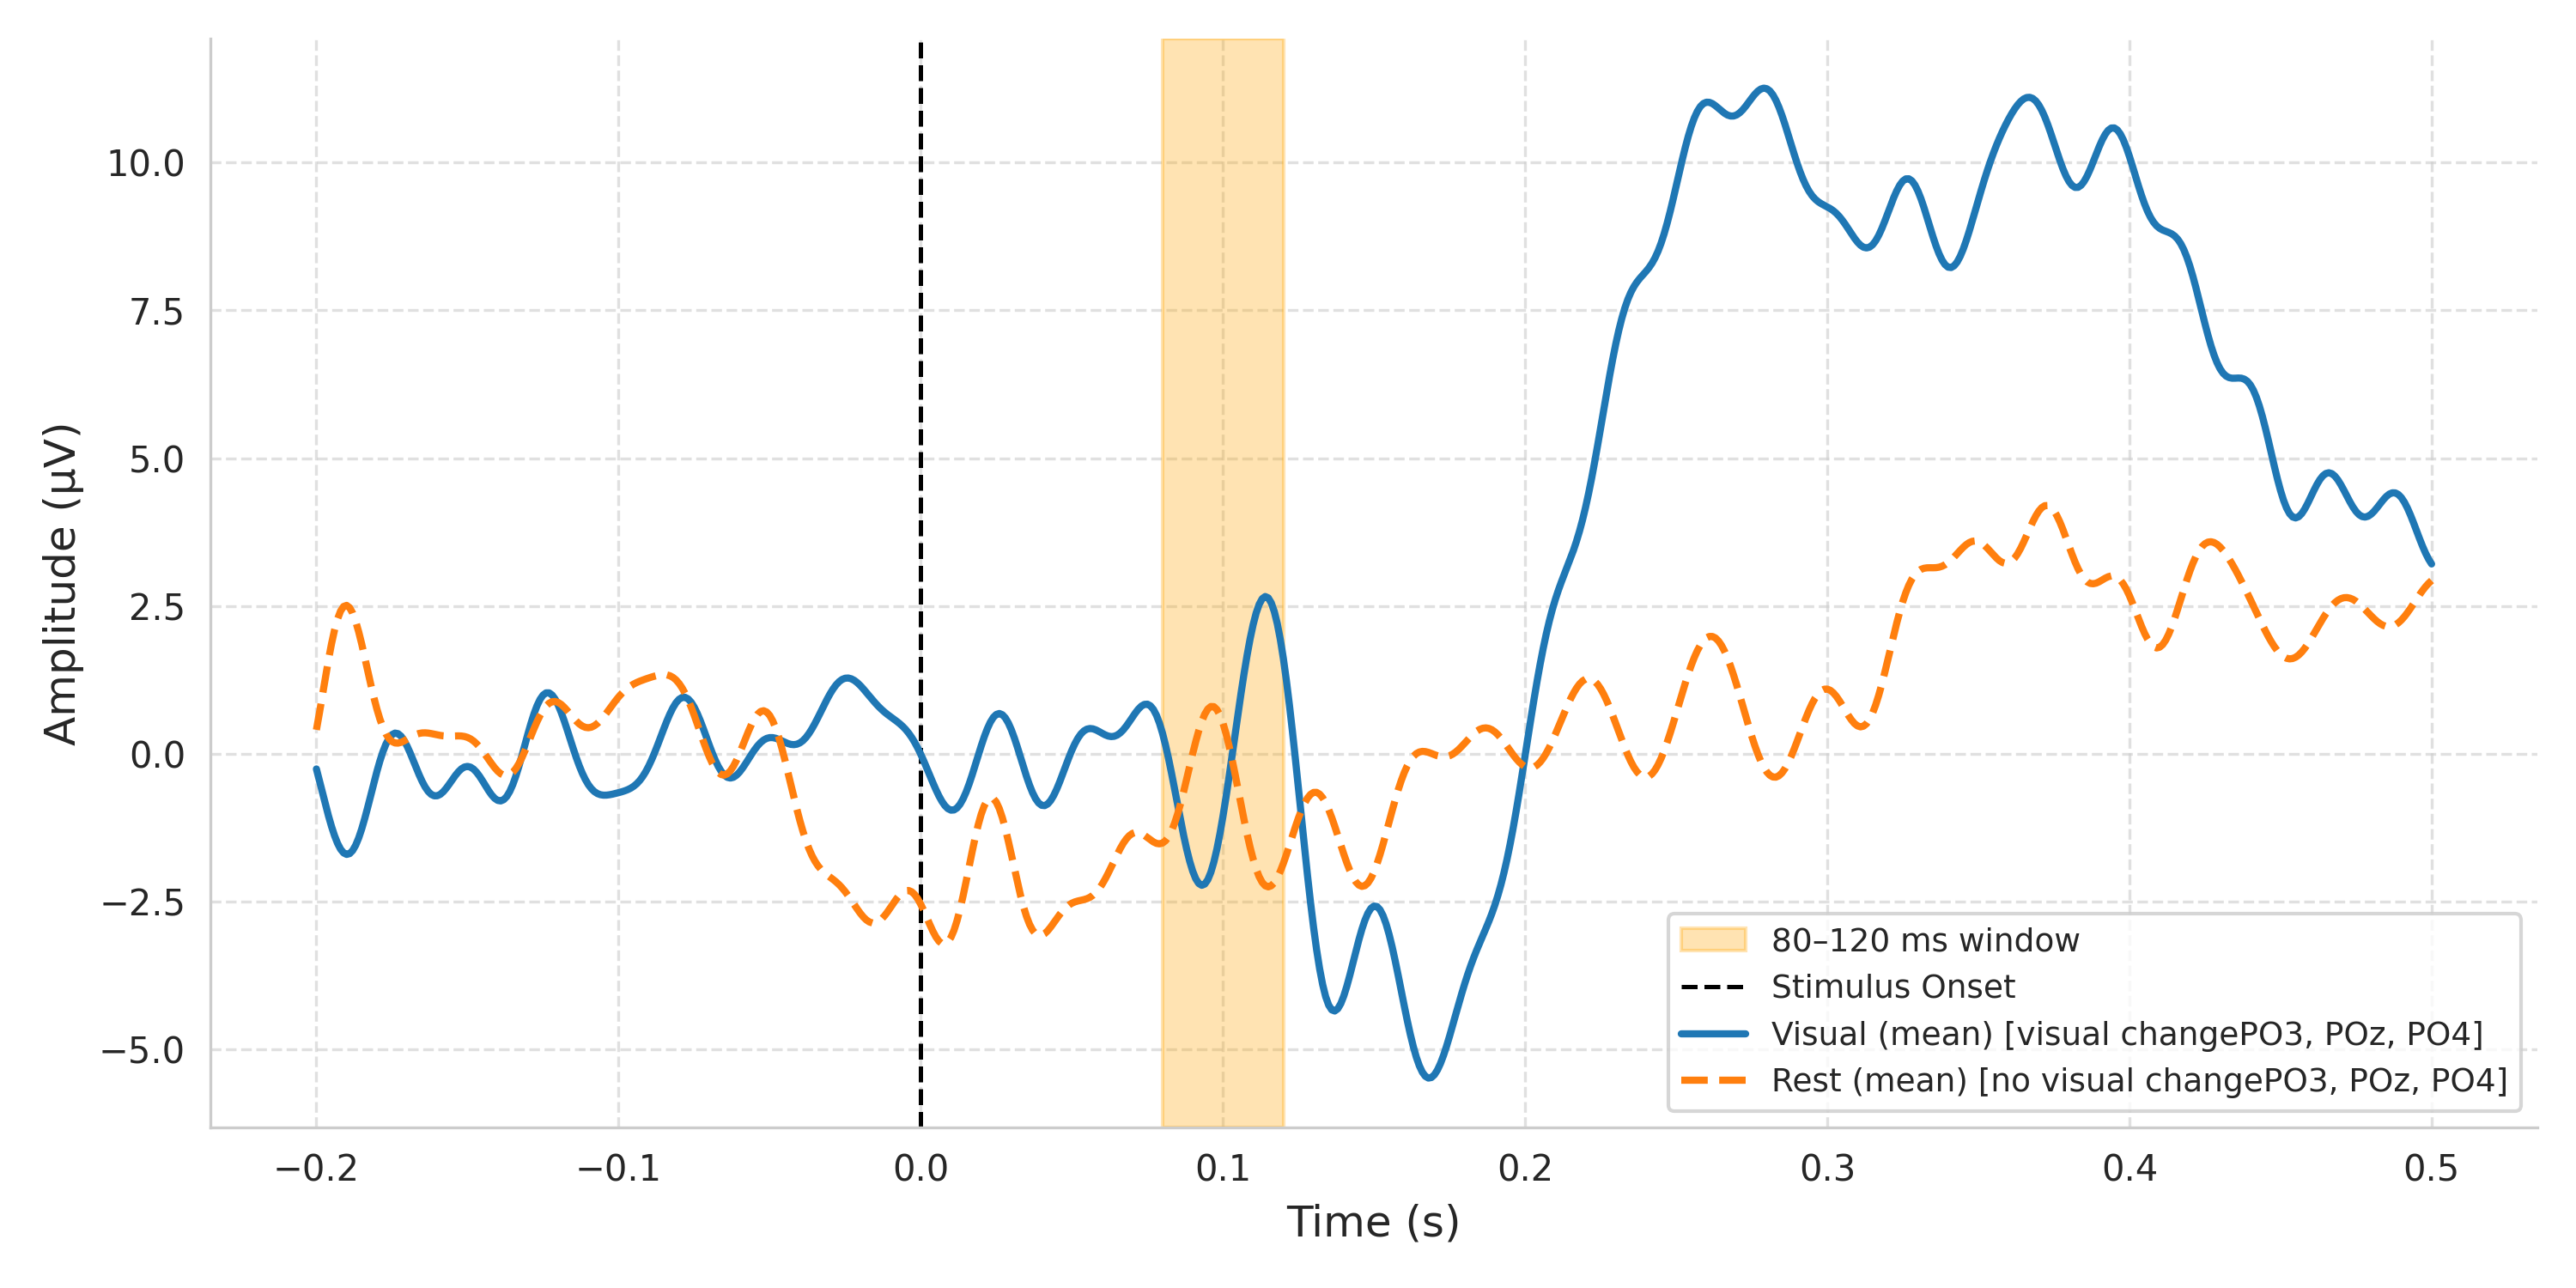 Amplitude (µV)
10.0
7.5
5.0
2.5
0.0
−2.5
−5.0
80–120 ms window
Stimulus Onset
Visual (mean) [visual changePO3, POz, PO4]
Rest (mean) [no visual changePO3, POz, PO4]
−0.2 −0.1 0.0 0.1 0.2 0.3 0.4 0.5
Time (s)